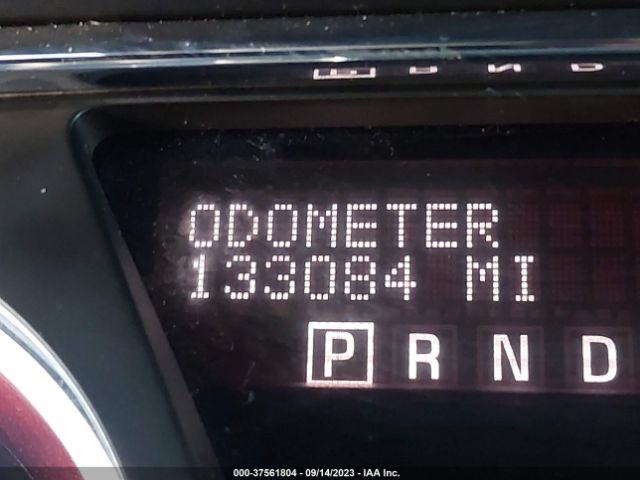 ODOMETER
133084 MI
P R N D
000-37561804 - 09/14/2023 - IAA Inc.